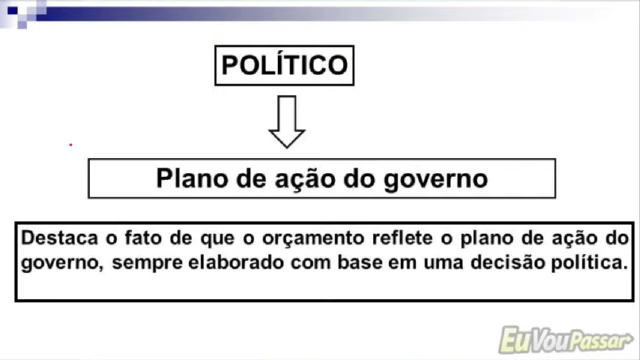 POLÍTICO
Plano de ação do governo
Destaca o fato de que o orçamento reflete o plano de ação do
governo, sempre elaborado com base em uma decisão política.
EuVouPassar